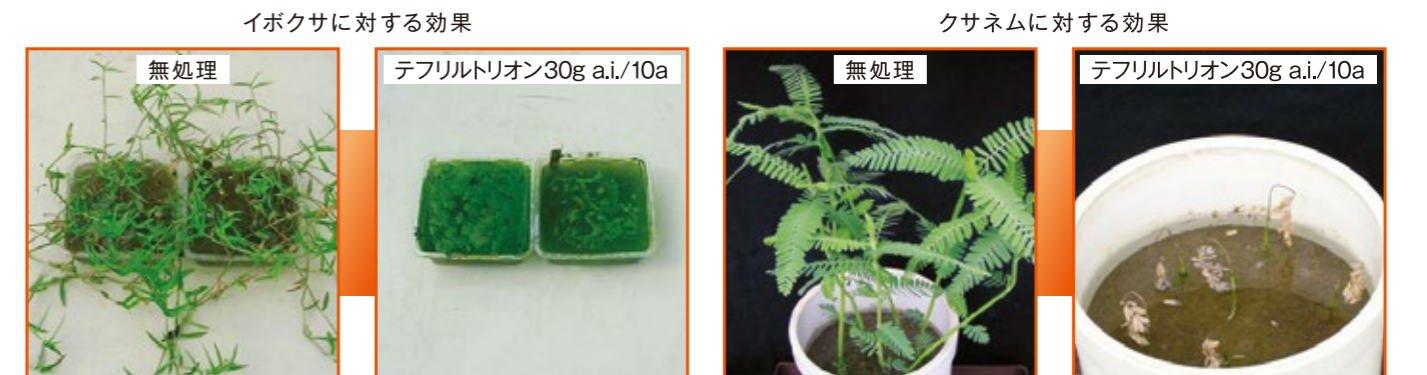 イボクサに対する効果
無処理
テフリルトリオン30g a.i./10a
クサネムに対する効果
無処理
テフリルトリオン30g a.i./10a